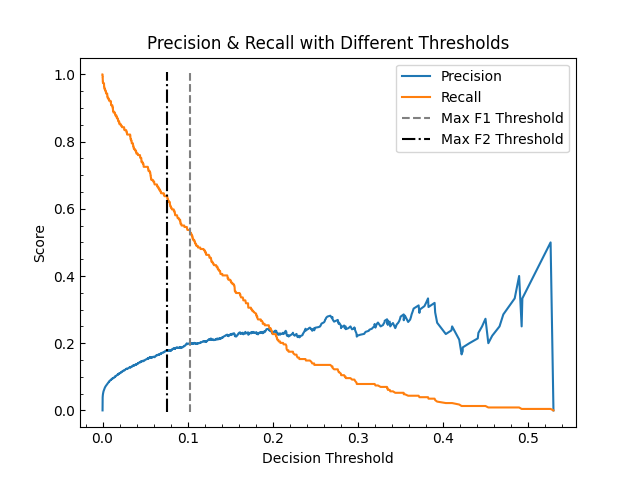 Precision & Recall with Different Thresholds
Precision
Recall
Max F1 Threshold
Max F2 Threshold
1.0
0.8
0.6
0.4
0.2
0.0
Score
0.0 0.1 0.2 0.3 0.4 0.5
Decision Threshold